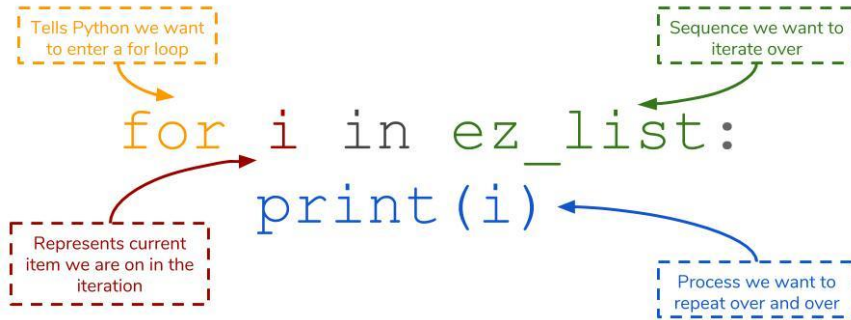 Tells Python we want
to enter a for loop
Sequence we want to
iterate over
for i in ez_list:
print(i)
Represents current
item we are on in the
iteration
Process we want to
repeat over and over